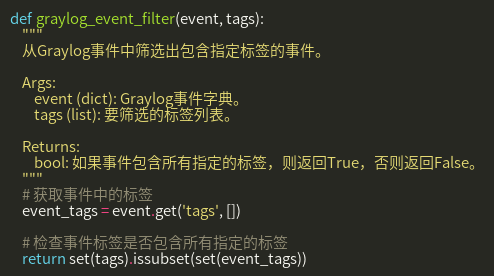 def graylog_event_filter(event, tags):
"""
从Graylog事件中筛选出包含指定标签的事件。
Args:
event (dict): Graylog事件字典。
tags (list): 要筛选的标签列表。
Returns:
bool: 如果事件包含所有指定的标签，则返回True，否则返回False。
"""
# 获取事件中的标签
event_tags = event.get('tags', [])
# 检查事件标签是否包含所有指定的标签
return set(tags).issubset(set(event_tags))